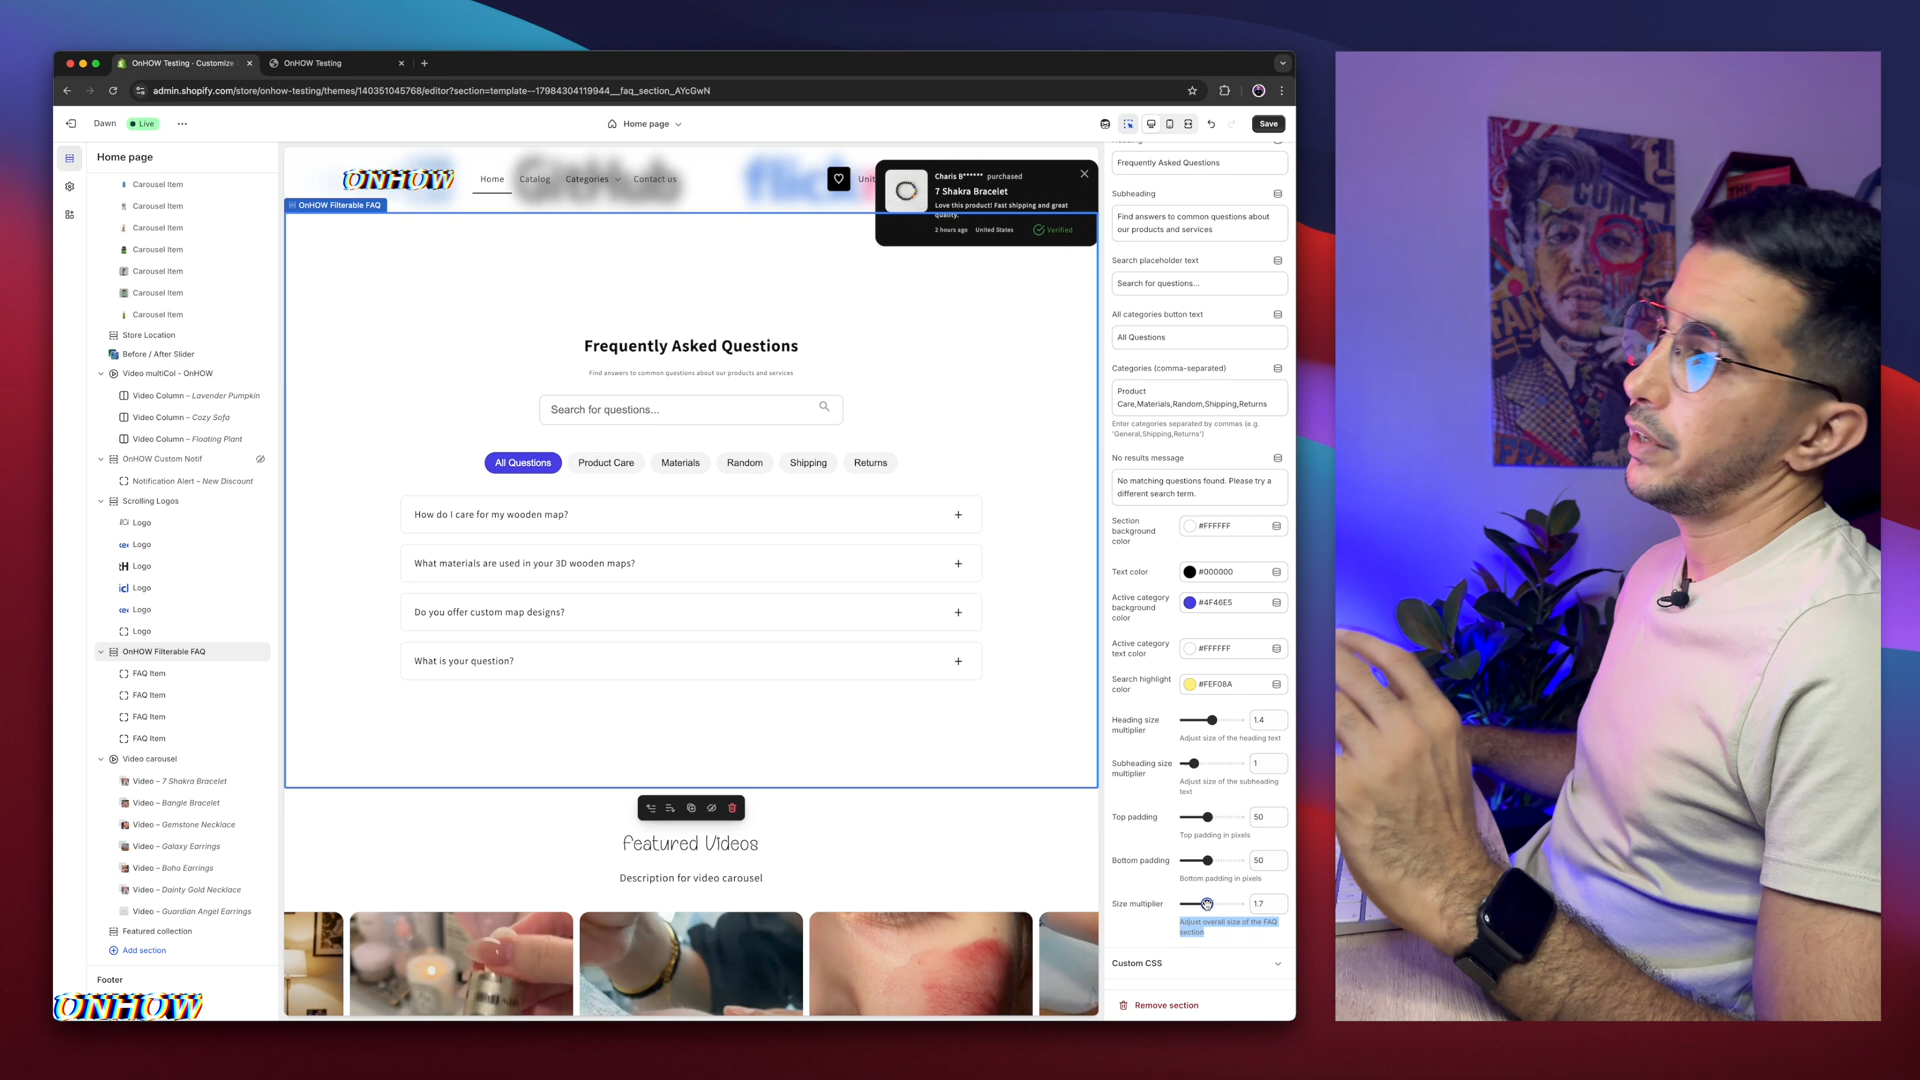 OnHOW Testing - Customize
OnHOW Testing
admin.shopify.com/store/onhow-testing/themes/140351045768/editor?section=template--17984304119944__faq_section_AYcGwN
Dawn
Live
Home page
Save
Home page
Carousel Item
Carousel Item
Carousel Item
Carousel Item
Carousel Item
Carousel Item
Carousel Item
Store Location
Before / After Slider
Video multiCol - OnHOW
Video Column – Lavender Pumpkin
Video Column – Cozy Sofa
Video Column – Floating Plant
OnHOW Custom Notif
Notification Alert – New Discount
Scrolling Logos
Logo
Logo
Logo
Logo
Logo
Logo
OnHOW Filterable FAQ
FAQ Item
FAQ Item
FAQ Item
FAQ Item
Video carousel
Video – 7 Shakra Bracelet
Video – Bangle Bracelet
Video – Gemstone Necklace
Video – Galaxy Earrings
Video – Boho Earrings
Video – Dainty Gold Necklace
Video – Guardian Angel Earrings
Featured collection
Add section
Footer
ONHOW
ONHOW
Home
Catalog
Categories
Contact us
GitHub
Unit
Charis B****** purchased
7 Shakra Bracelet
Love this product! Fast shipping and great
quality.
2 hours ago
United States
Verified
OnHOW Filterable FAQ
Frequently Asked Questions
Find answers to common questions about our products and services
Search for questions...
All Questions
Product Care
Materials
Random
Shipping
Returns
How do I care for my wooden map?
What materials are used in your 3D wooden maps?
Do you offer custom map designs?
What is your question?
Featured Videos
Description for video carousel
Frequently Asked Questions
Subheading
Find answers to common questions about
our products and services
Search placeholder text
Search for questions...
All categories button text
All Questions
Categories (comma-separated)
Product
Care,Materials,Random,Shipping,Returns
Enter categories separated by commas (e.g.
'General,Shipping,Returns')
No results message
No matching questions found. Please try a
different search term.
Section
background
color
#FFFFFF
Text color
#000000
Active category
background
color
#4F46E5
Active category
text color
#FFFFFF
Search highlight
color
#FEF08A
Heading size
multiplier
1.4
Adjust size of the heading text
Subheading size
multiplier
1
Adjust size of the subheading
text
Top padding
50
Top padding in pixels
Bottom padding
50
Bottom padding in pixels
Size multiplier
1.7
Adjust overall size of the FAQ
section
Custom CSS
Remove section